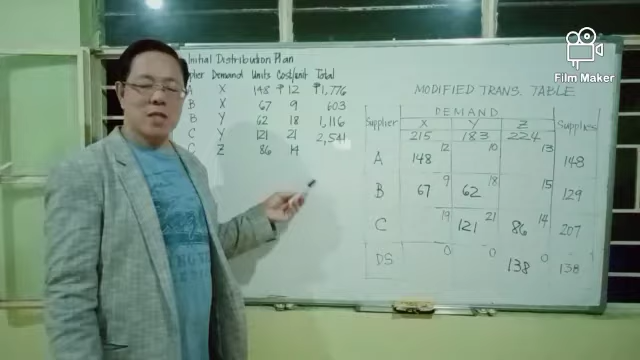 Initial Distribution Plan
plier Demand Units Cost/unit Total
A X 148 ₱ 12 ₱1,776
X 67 9 603
B Y 62 18 1,116
C Y 121 21 2,541
C Z 86 14
MODIFIED TRANS. TABLE
Supplier DEMAND Supplies
X Y Z
215 183 224
A 148 12 10 13 148
B 67 9 62 18 15 129
C 19 121 21 86 14 207
DS 0 0 138 0 138
Film Maker